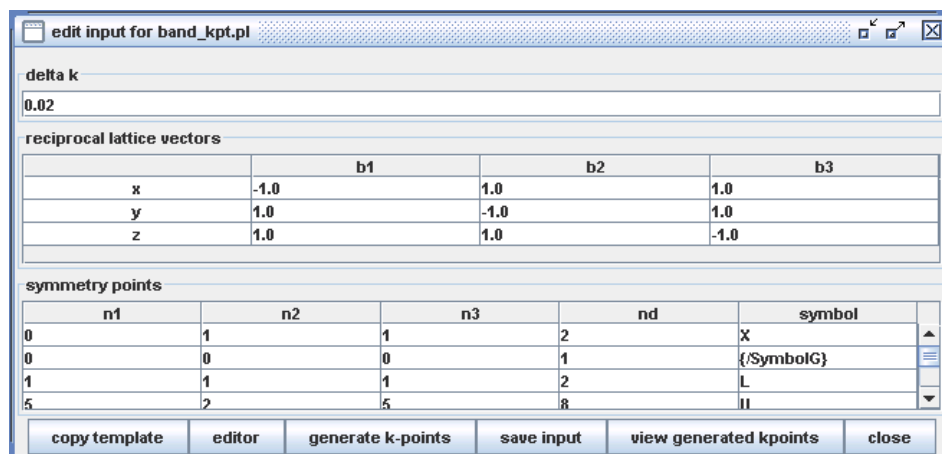 edit input for band_kpt.pl
delta k
0.02
reciprocal lattice vectors
b1 b2 b3
x -1.0 1.0 1.0
y 1.0 -1.0 1.0
z 1.0 1.0 -1.0
symmetry points
n1 n2 n3 nd symbol
0 1 1 2 X
0 0 0 1 {/SymbolG}
1 1 1 2 L
5 2 5 8 U
copy template editor generate k-points save input view generated kpoints close